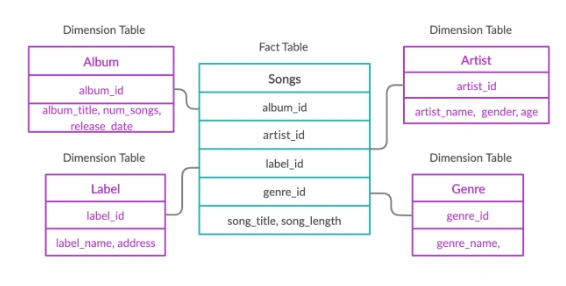 Dimension Table
Album
album_id
album_title, num_songs,
release_date
Fact Table
Songs
album_id
artist_id
label_id
genre_id
song_title, song_length
Dimension Table
Artist
artist_id
artist_name,  gender, age
Dimension Table
Label
label_id
label_name, address
Dimension Table
Genre
genre_id
genre_name,